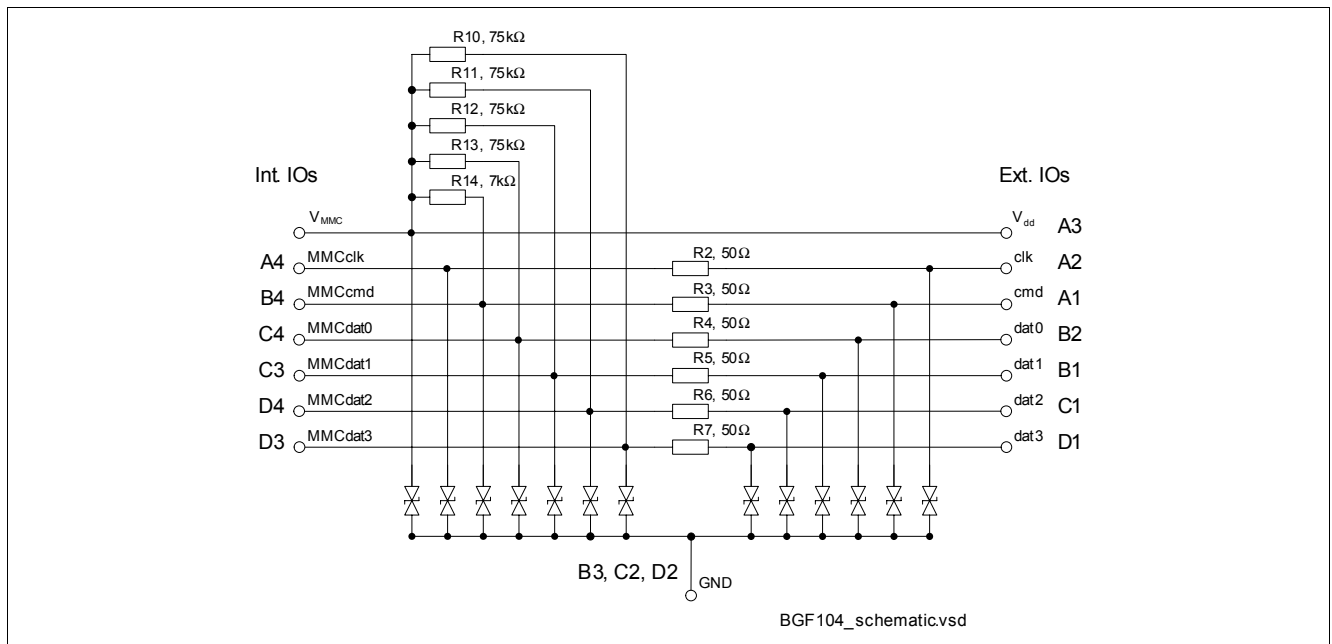 R10, 75kΩ
R11, 75kΩ
R12, 75kΩ
R13, 75kΩ
R14, 7kΩ
Int. IOs
Ext. IOs
VMMC
Vdd A3
A4 MMCclk R2, 50Ω clk A2
B4 MMCcmd R3, 50Ω cmd A1
C4 MMCdat0 R4, 50Ω dat0 B2
C3 MMCdat1 R5, 50Ω dat1 B1
D4 MMCdat2 R6, 50Ω dat2 C1
D3 MMCdat3 R7, 50Ω dat3 D1
B3, C2, D2
GND
BGF104_schematic.vsd